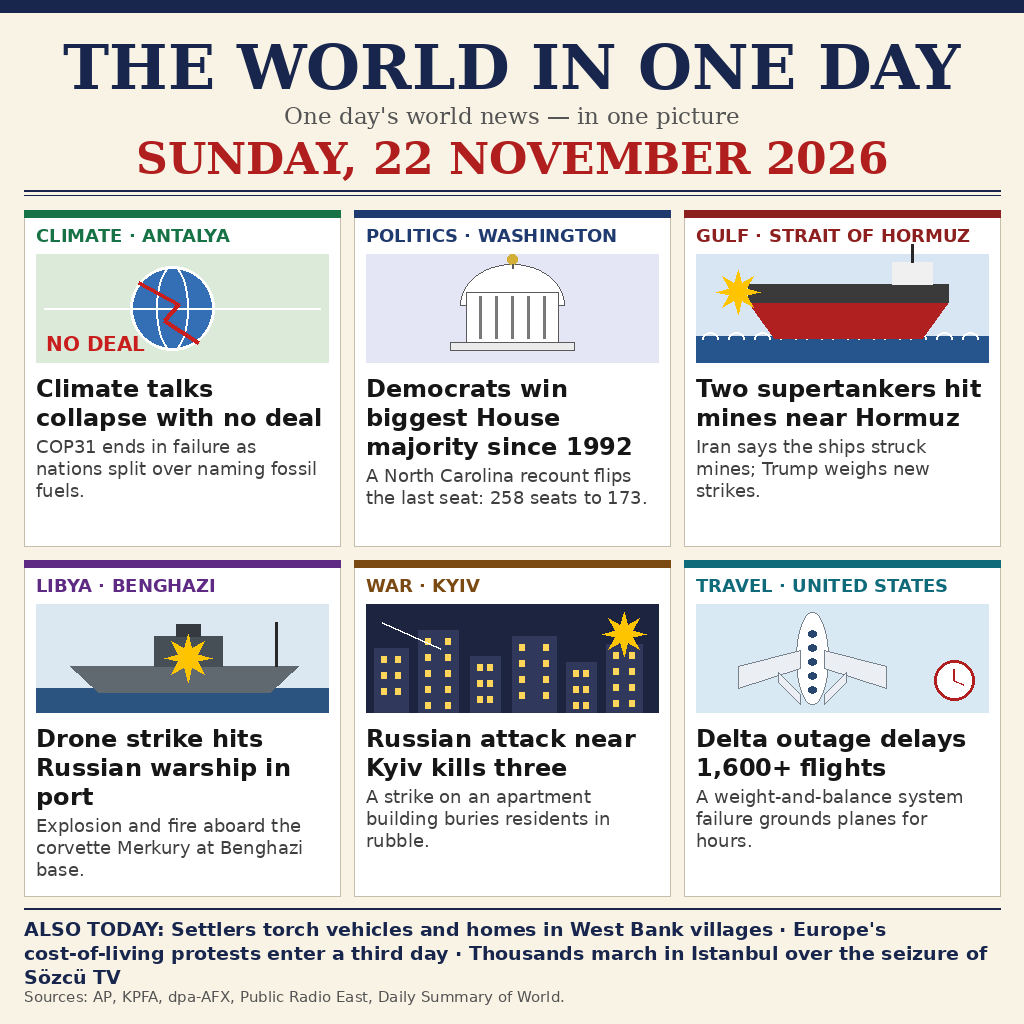 THE WORLD IN ONE DAY
One day's world news — in one picture
SUNDAY, 22 NOVEMBER 2026
CLIMATE · ANTALYA
NO DEAL
Climate talks
collapse with no deal
COP31 ends in failure as
nations split over naming fossil
fuels.
POLITICS · WASHINGTON
Democrats win
biggest House
majority since 1992
A North Carolina recount flips
the last seat: 258 seats to 173.
GULF · STRAIT OF HORMUZ
Two supertankers hit
mines near Hormuz
Iran says the ships struck
mines; Trump weighs new
strikes.
LIBYA · BENGHAZI
Drone strike hits
Russian warship in
port
Explosion and fire aboard the
corvette Merkury at Benghazi
base.
WAR · KYIV
Russian attack near
Kyiv kills three
A strike on an apartment
building buries residents in
rubble.
TRAVEL · UNITED STATES
Delta outage delays
1,600+ flights
A weight-and-balance system
failure grounds planes for
hours.
ALSO TODAY: Settlers torch vehicles and homes in West Bank villages · Europe's
cost-of-living protests enter a third day · Thousands march in Istanbul over the seizure of
Sözcü TV
Sources: AP, KPFA, dpa-AFX, Public Radio East, Daily Summary of World.